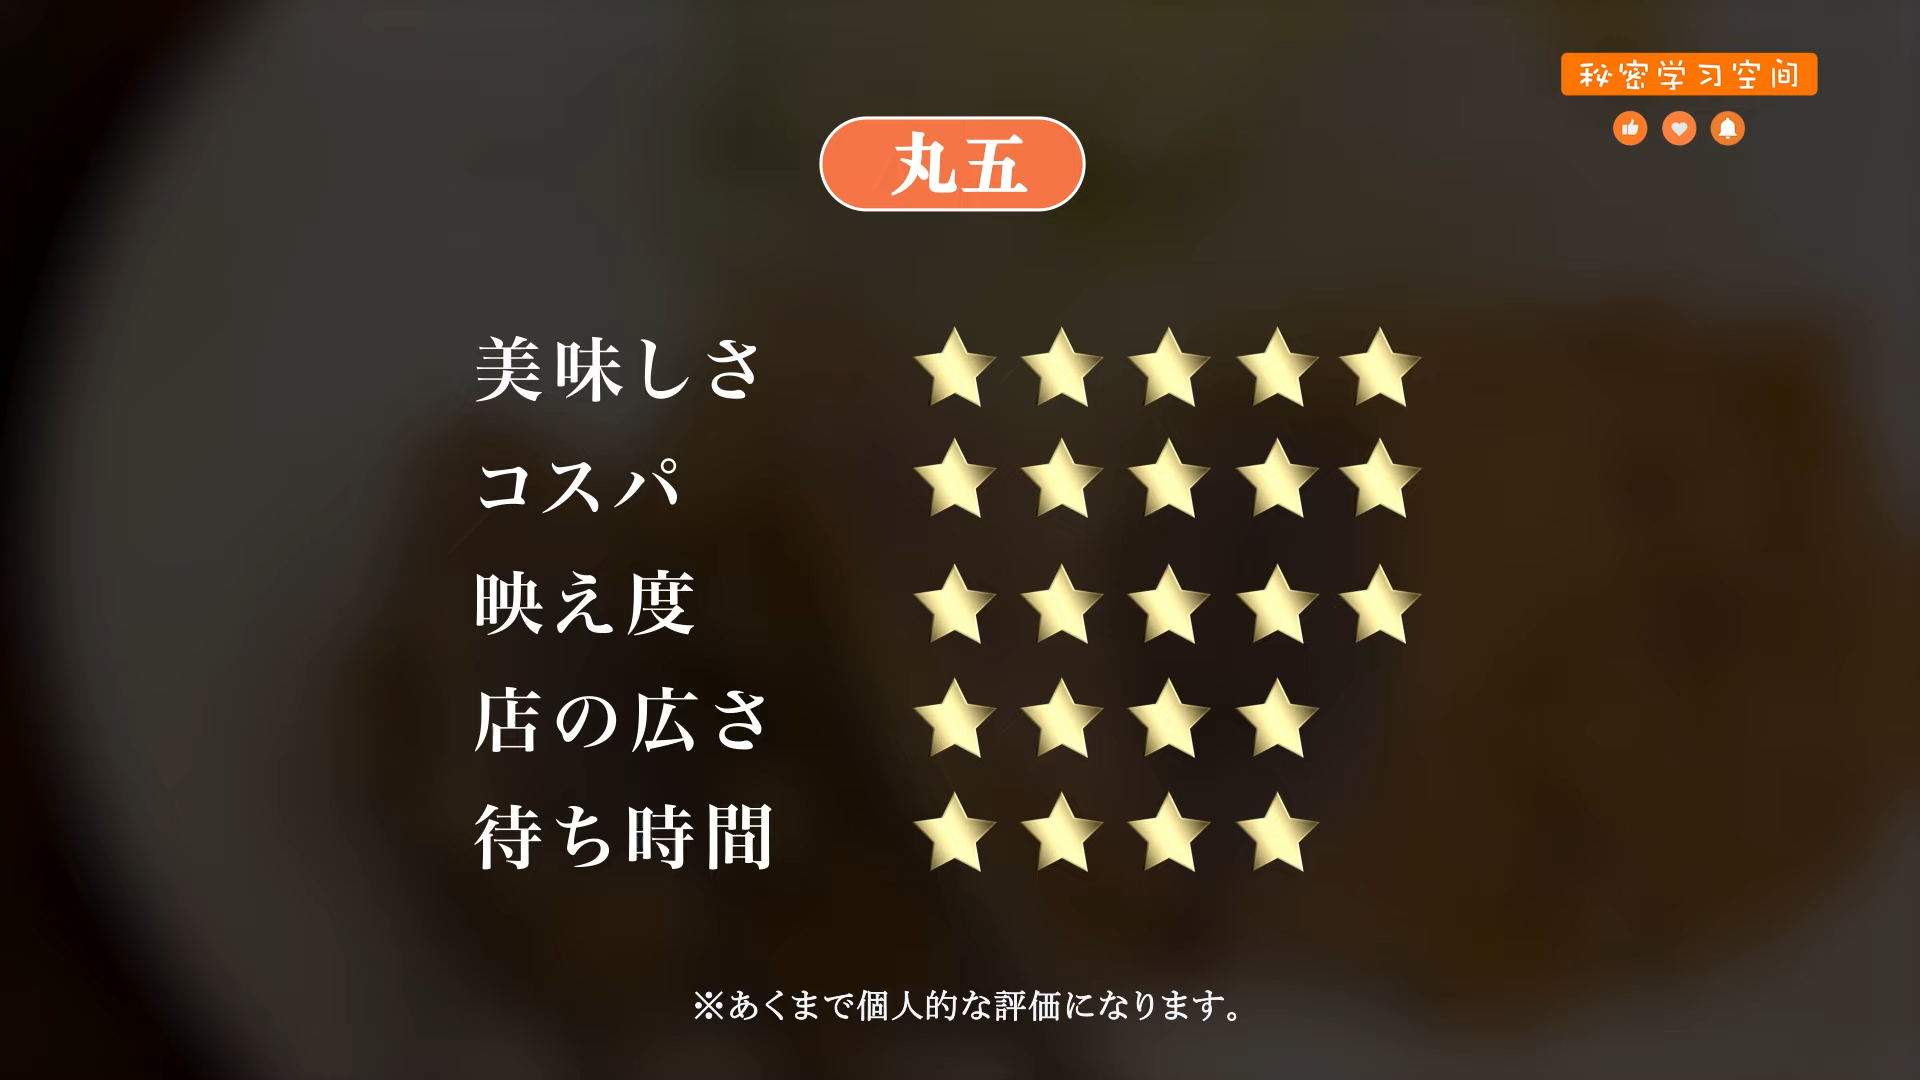 秘密学习空间
丸五
美味しさ
コスパ
映え度
店の広さ
待ち時間
※あくまで個人的な評価になります。